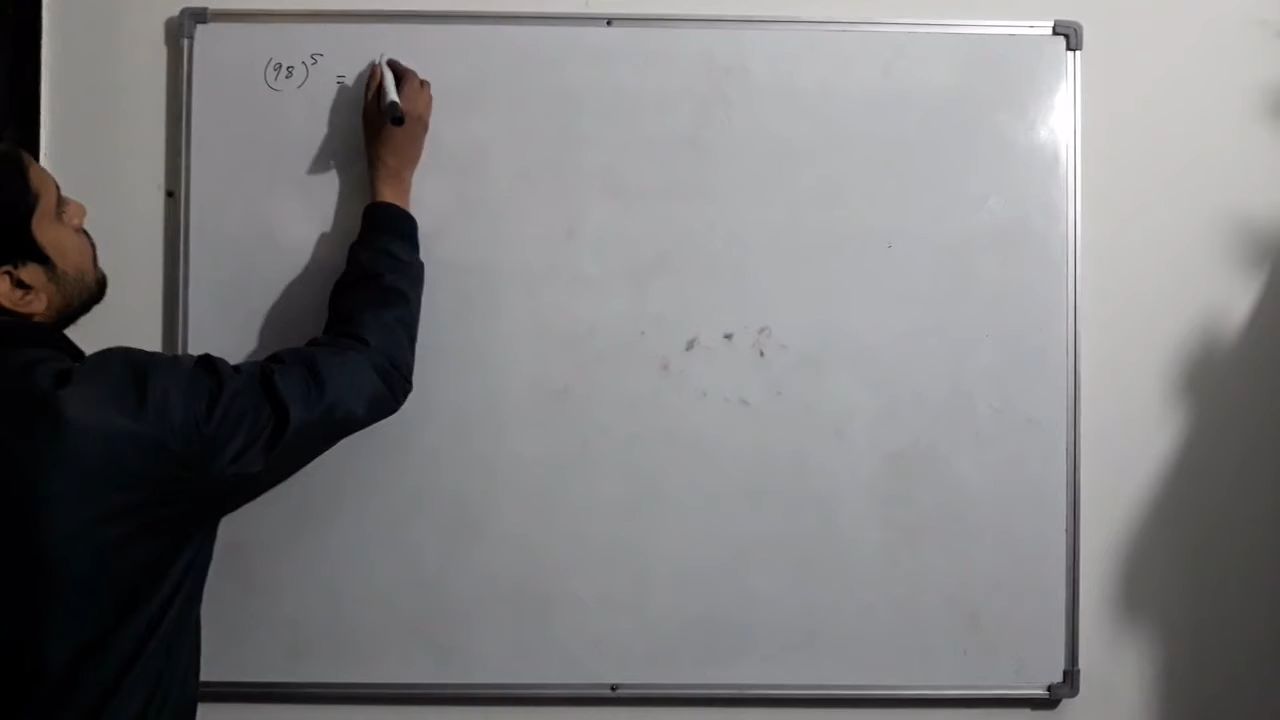 (98)⁵ =